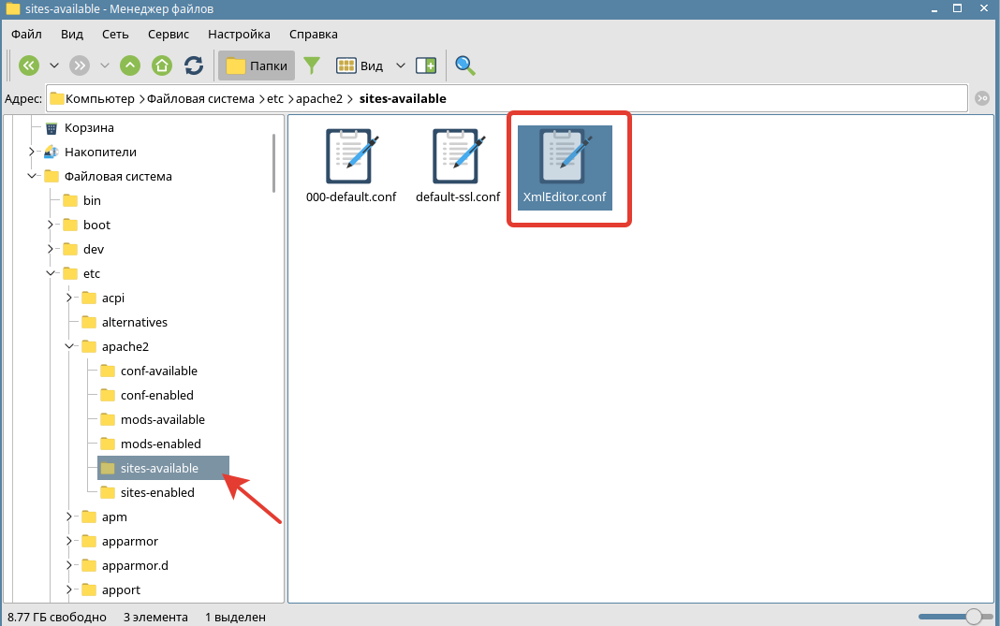 sites-available - Менеджер файлов
Файл Вид Сеть Сервис Настройка Справка
Папки Вид
Адрес: Компьютер Файловая система etc apache2 sites-available
Корзина
Накопители
Файловая система
bin
boot
dev
etc
acpi
alternatives
apache2
conf-available
conf-enabled
mods-available
mods-enabled
sites-available
sites-enabled
apm
apparmor
apparmor.d
apport
000-default.conf default-ssl.conf XmlEditor.conf
8.77 ГБ свободно 3 элемента 1 выделен